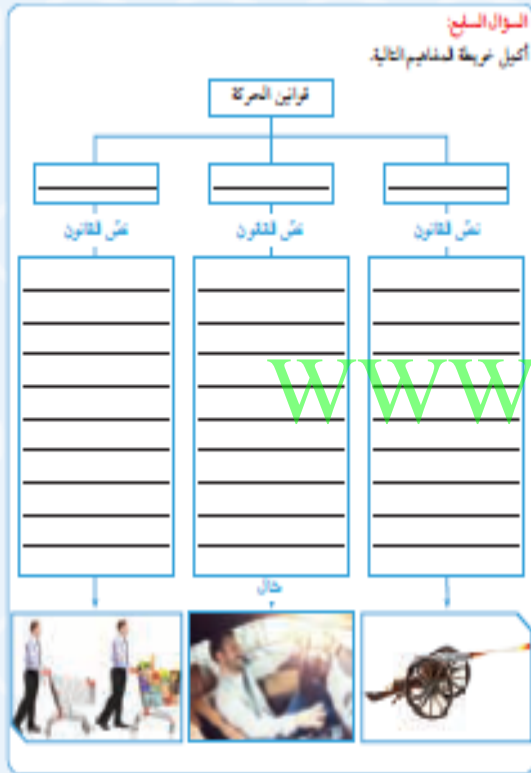 السؤال السابع:
أكمل خريطة المفاهيم التالية.
قوانين الحركة
نص القانون
نص القانون
نص القانون
مثال
www